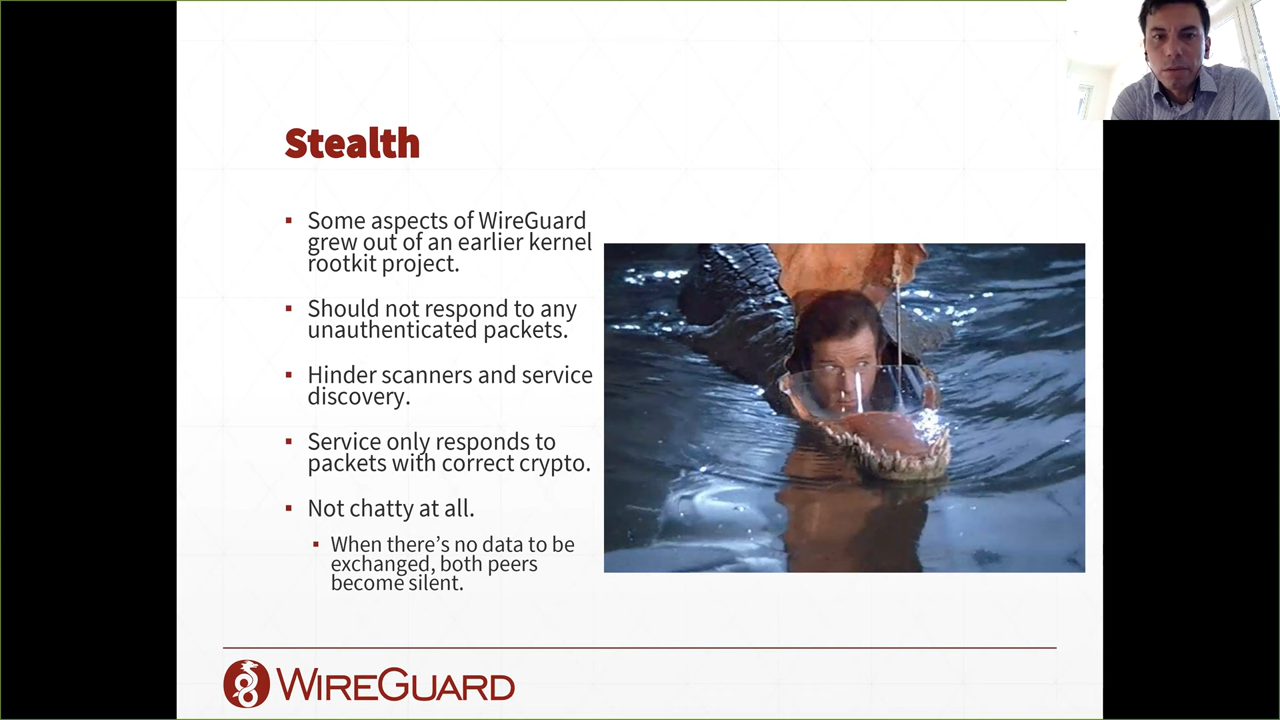 Stealth
Some aspects of WireGuard
grew out of an earlier kernel
rootkit project.
Should not respond to any
unauthenticated packets.
Hinder scanners and service
discovery.
Service only responds to
packets with correct crypto.
Not chatty at all.
When there’s no data to be
exchanged, both peers
become silent.
WIREGUARD